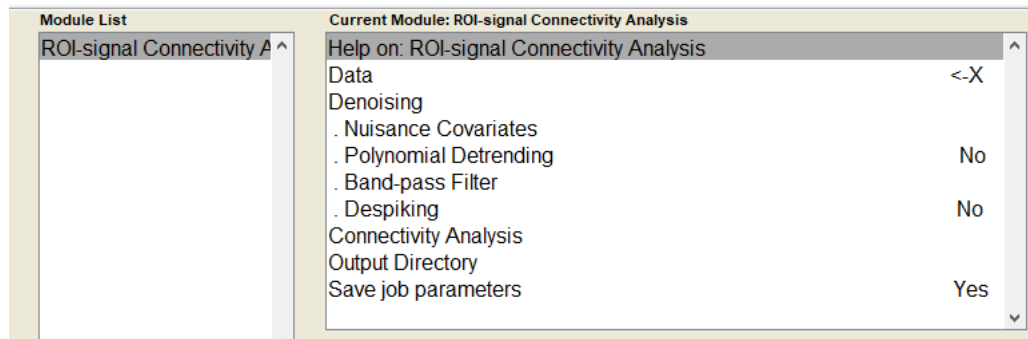 Module List
Current Module: ROI-signal Connectivity Analysis
ROI-signal Connectivity A
Help on: ROI-signal Connectivity Analysis
Data <-X
Denoising
. Nuisance Covariates
. Polynomial Detrending No
. Band-pass Filter
. Despiking No
Connectivity Analysis
Output Directory
Save job parameters Yes